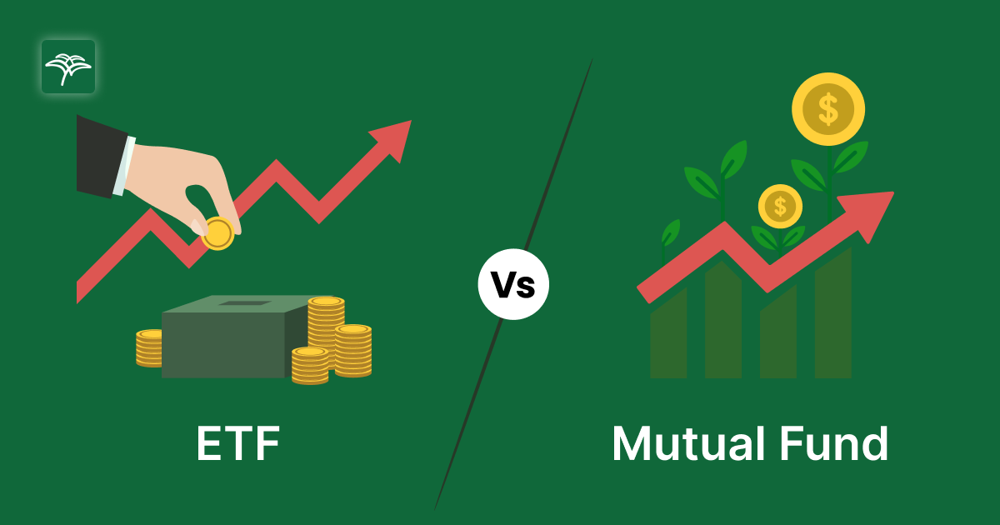 $
$
Vs
ETF
Mutual Fund